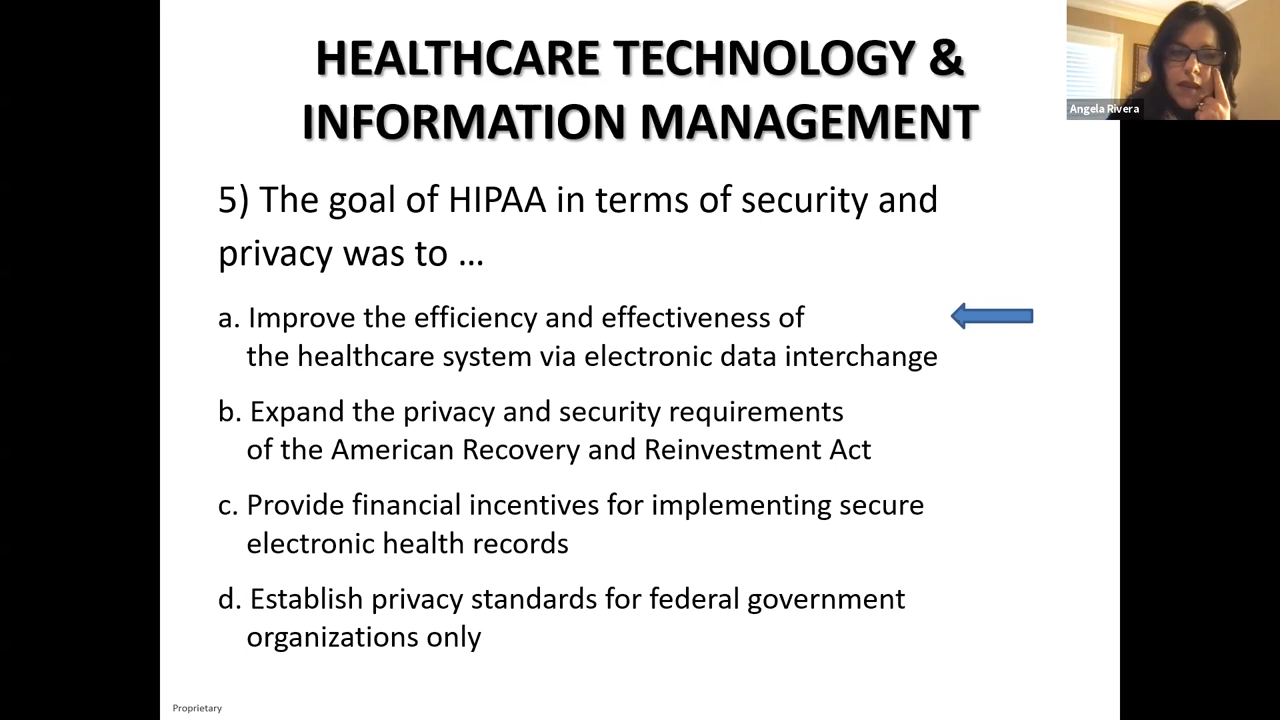 HEALTHCARE TECHNOLOGY &
INFORMATION MANAGEMENT
Angela Rivera
5) The goal of HIPAA in terms of security and
privacy was to ...
a. Improve the efficiency and effectiveness of
the healthcare system via electronic data interchange
b. Expand the privacy and security requirements
of the American Recovery and Reinvestment Act
c. Provide financial incentives for implementing secure
electronic health records
d. Establish privacy standards for federal government
organizations only
Proprietary